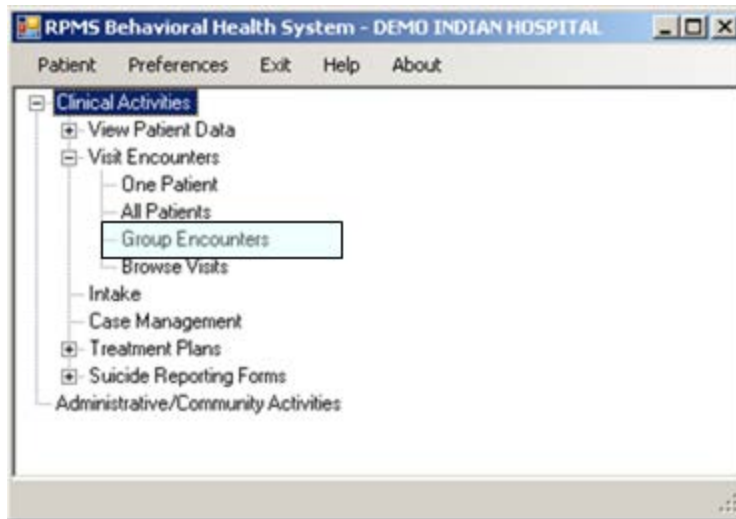 RPMS Behavioral Health System - DEMO INDIAN HOSPITAL
Patient Preferences Exit Help About
Clinical Activities
View Patient Data
Visit Encounters
One Patient
All Patients
Group Encounters
Browse Visits
Intake
Case Management
Treatment Plans
Suicide Reporting Forms
Administrative/Community Activities